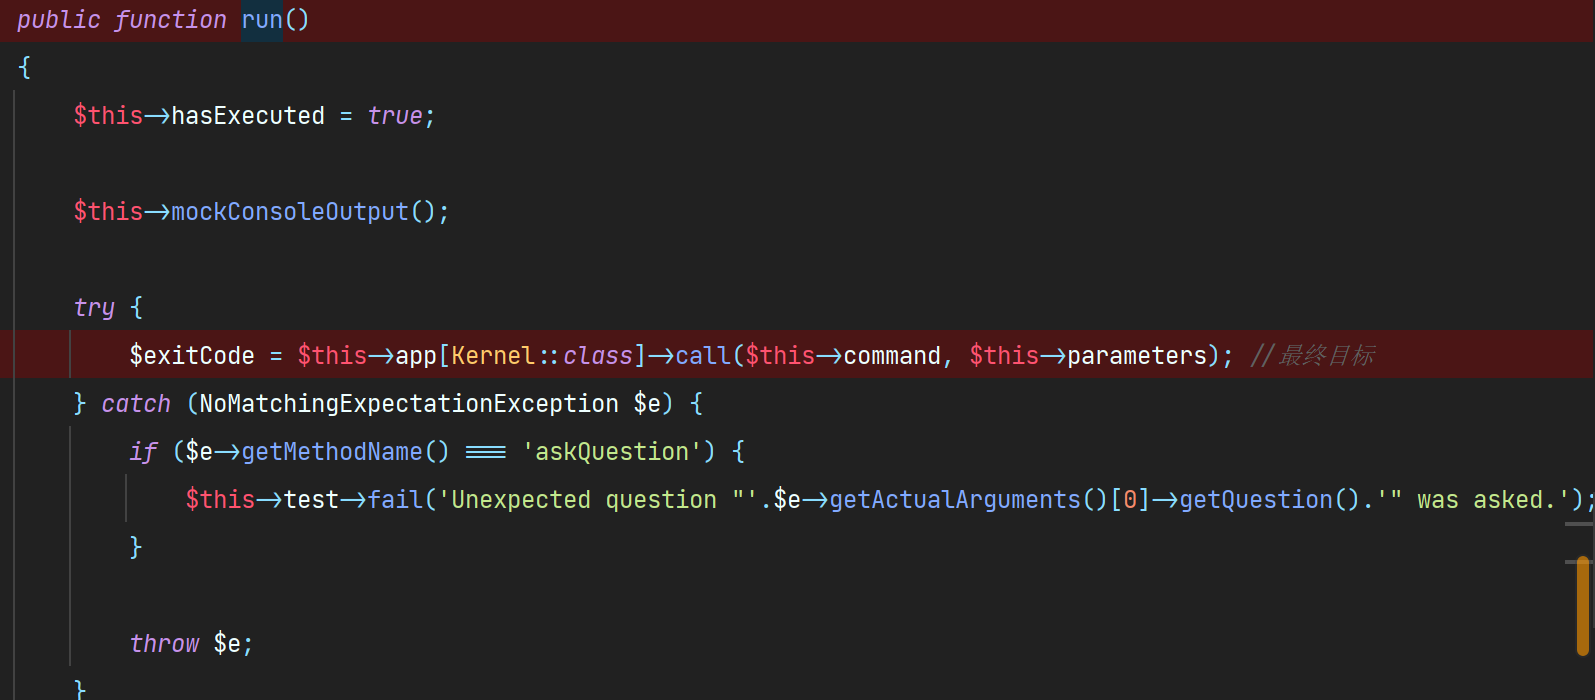 public function run()
{
$this->hasExecuted = true;
$this->mockConsoleOutput();
try {
$exitCode = $this->app[Kernel::class]->call($this->command, $this->parameters); //最终目标
} catch (NoMatchingExpectationException $e) {
if ($e->getMethodName() === 'askQuestion') {
$this->test->fail('Unexpected question "'.$e->getActualArguments()[0]->getQuestion().'" was asked.');
}
throw $e;
}